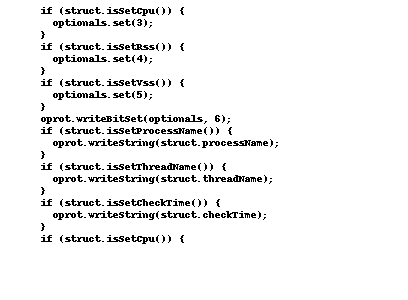 if (struct.isSetCpu()) {
optionals.set(3);
}
if (struct.isSetRss()) {
optionals.set(4);
}
if (struct.isSetVss()) {
optionals.set(5);
}
oprot.writeBitSet(optionals, 6);
if (struct.isSetProcessName()) {
oprot.writeString(struct.processName);
}
if (struct.isSetThreadName()) {
oprot.writeString(struct.threadName);
}
if (struct.isSetCheckTime()) {
oprot.writeString(struct.checkTime);
}
if (struct.isSetCpu()) {